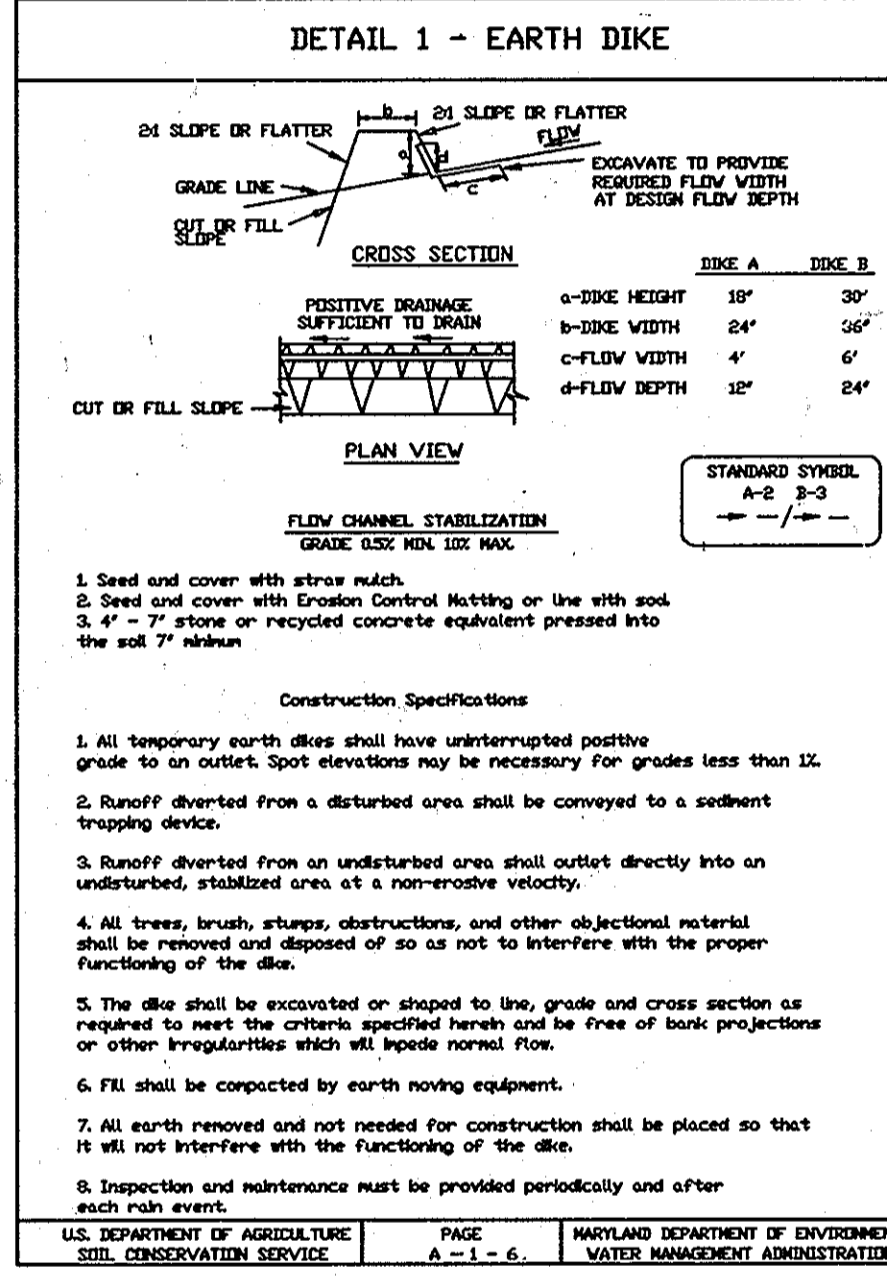 DETAIL 1 - EARTH DIKE
b
2:1 SLOPE OR FLATTER
2:1 SLOPE OR FLATTER
FLOW
a
d
EXCAVATE TO PROVIDE
REQUIRED FLOW WIDTH
AT DESIGN FLOW DEPTH
GRADE LINE
c
CUT OR FILL
SLOPE
CROSS SECTION
DIKE A DIKE B
a-DIKE HEIGHT 18" 30"
b-DIKE WIDTH 24" 36"
c-FLOW WIDTH 4' 6'
d-FLOW DEPTH 12" 24"
POSITIVE DRAINAGE
SUFFICIENT TO DRAIN
CUT OR FILL SLOPE
PLAN VIEW
STANDARD SYMBOL
A-2 B-3
FLOW CHANNEL STABILIZATION
GRADE 0.5% MIN. 10% MAX.
1. Seed and cover with straw mulch.
2. Seed and cover with Erosion Control Matting or line with sod.
3. 4" - 7" stone or recycled concrete equivalent pressed into
the soil 7" minimum
Construction Specifications
1. All temporary earth dikes shall have uninterrupted positive
grade to an outlet. Spot elevations may be necessary for grades less than 1%.
2. Runoff diverted from a disturbed area shall be conveyed to a sediment
trapping device.
3. Runoff diverted from an undisturbed area shall outlet directly into an
undisturbed, stabilized area at a non-erosive velocity.
4. All trees, brush, stumps, obstructions, and other objectional material
shall be removed and disposed of so as not to interfere with the proper
functioning of the dike.
5. The dike shall be excavated or shaped to line, grade and cross section as
required to meet the criteria specified herein and be free of bank projections
or other irregularities which will impede normal flow.
6. Fill shall be compacted by earth moving equipment.
7. All earth removed and not needed for construction shall be placed so that
it will not interfere with the functioning of the dike.
8. Inspection and maintenance must be provided periodically and after
each rain event.
U.S. DEPARTMENT OF AGRICULTURE
SOIL CONSERVATION SERVICE
PAGE
A - 1 - 6.
MARYLAND DEPARTMENT OF
WATER MANAGEMENT